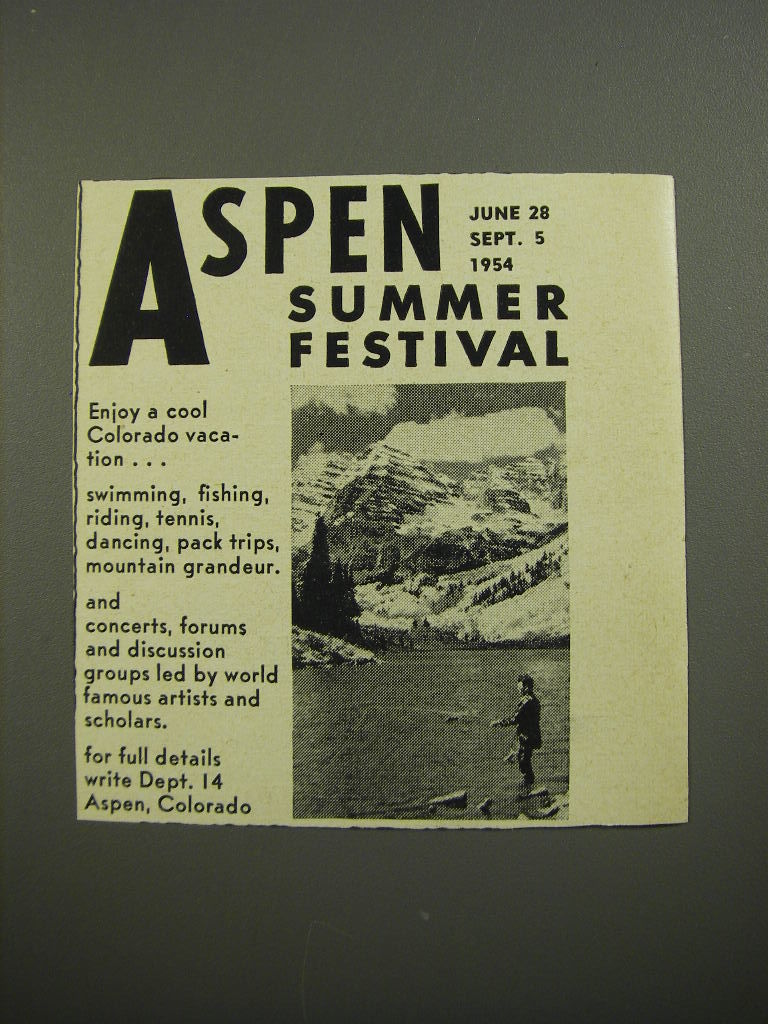 ASPEN
JUNE 28
SEPT. 5
1954
SUMMER
FESTIVAL
Enjoy a cool
Colorado vaca-
tion . . .
swimming, fishing,
riding, tennis,
dancing, pack trips,
mountain grandeur.
and
concerts, forums
and discussion
groups led by world
famous artists and
scholars.
for full details
write Dept. 14
Aspen, Colorado